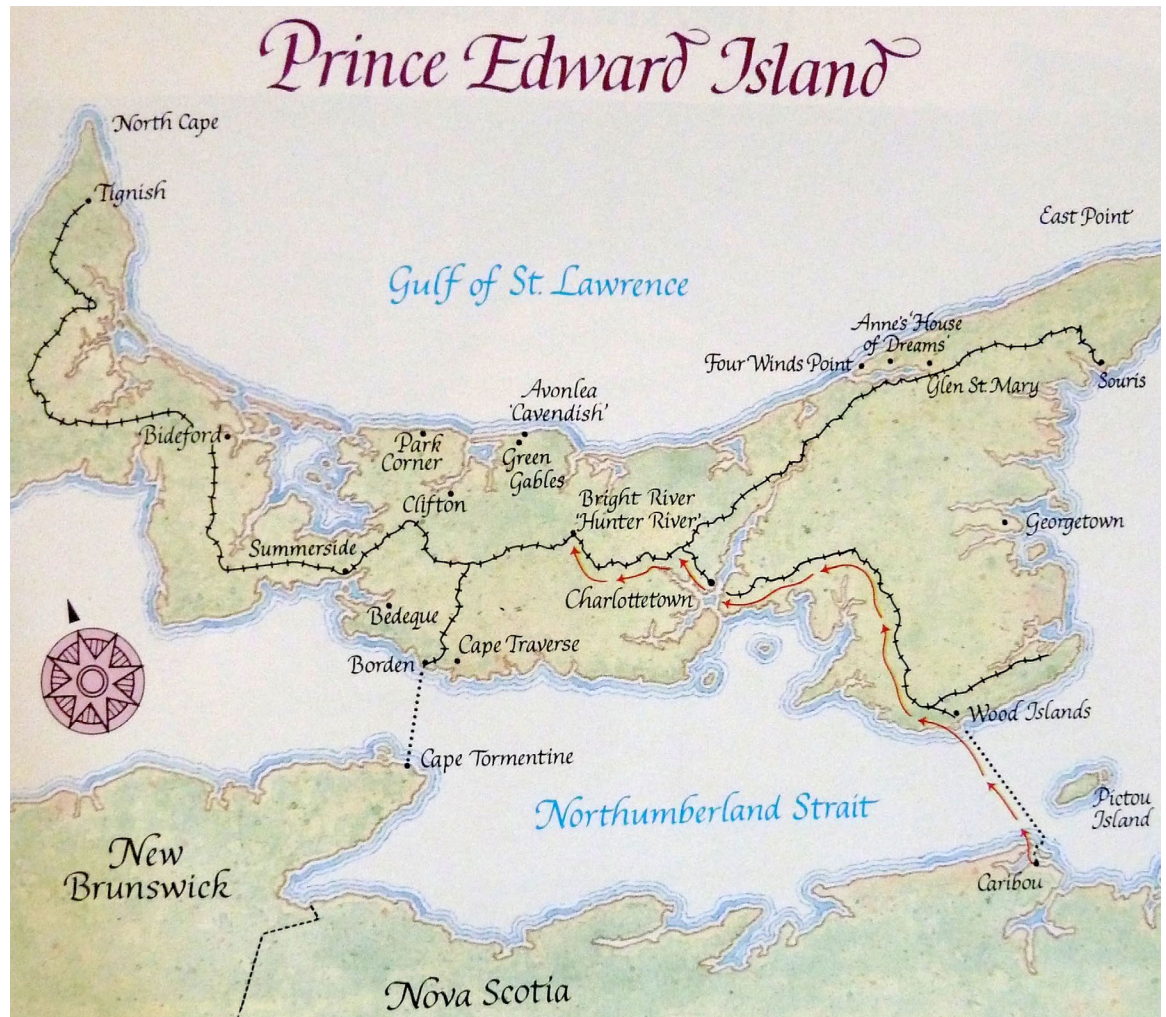 Prince Edward Island
North Cape
Tignish
East Point
Gulf of St. Lawrence
Anne's 'House
of Dreams'
Four Winds Point
Glen St. Mary
Souris
Avonlea
'Cavendish'
Bideford
Park
Corner
Green
Gables
Clifton
Bright River
'Hunter River'
Georgetown
Summerside
Charlottetown
Bedeque
Cape Traverse
Borden
Wood Islands
Cape Tormentine
Northumberland Strait
Pictou
Island
New
Brunswick
Caribou
Nova Scotia